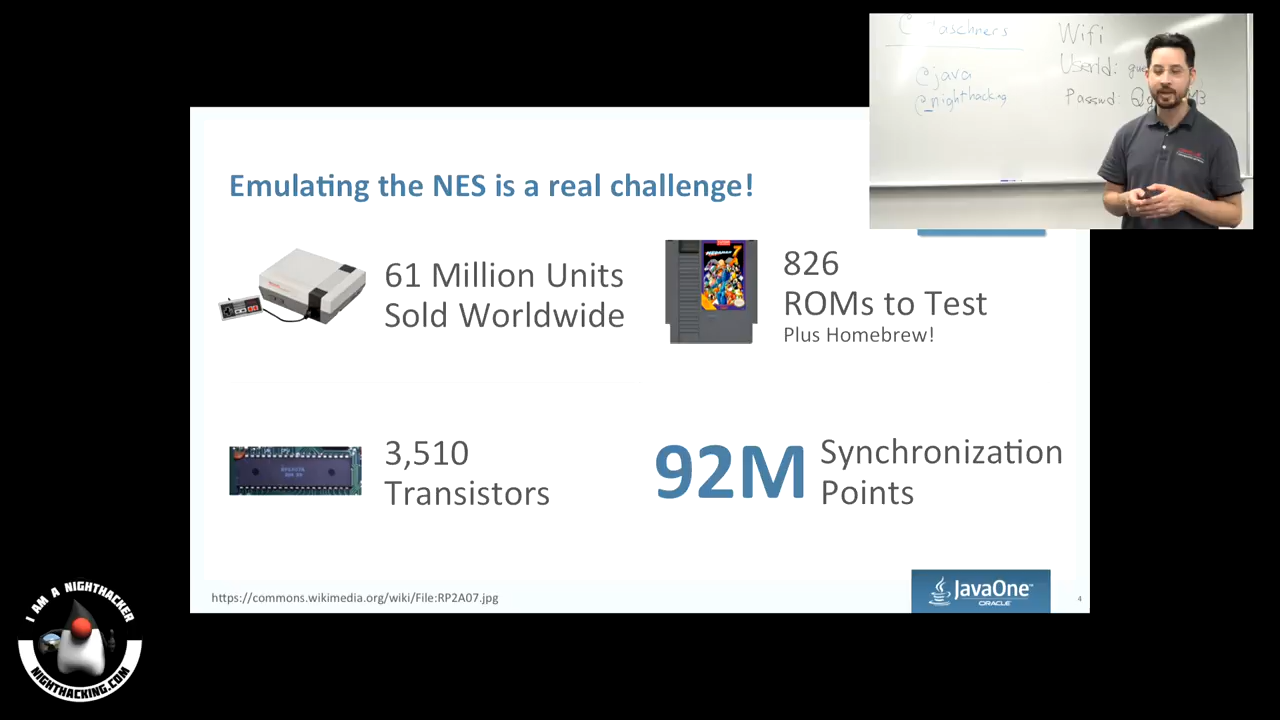 Wifi
UserId:
@java
@nighthacking
Passwd:
Emulating the NES is a real challenge!
61 Million Units
Sold Worldwide
826
ROMs to Test
Plus Homebrew!
3,510
Transistors
92M
Synchronization
Points
https://commons.wikimedia.org/wiki/File:RP2A07.jpg
JavaOne™
ORACLE
4
I AM A NIGHTHACKER
NIGHTHACKING.COM